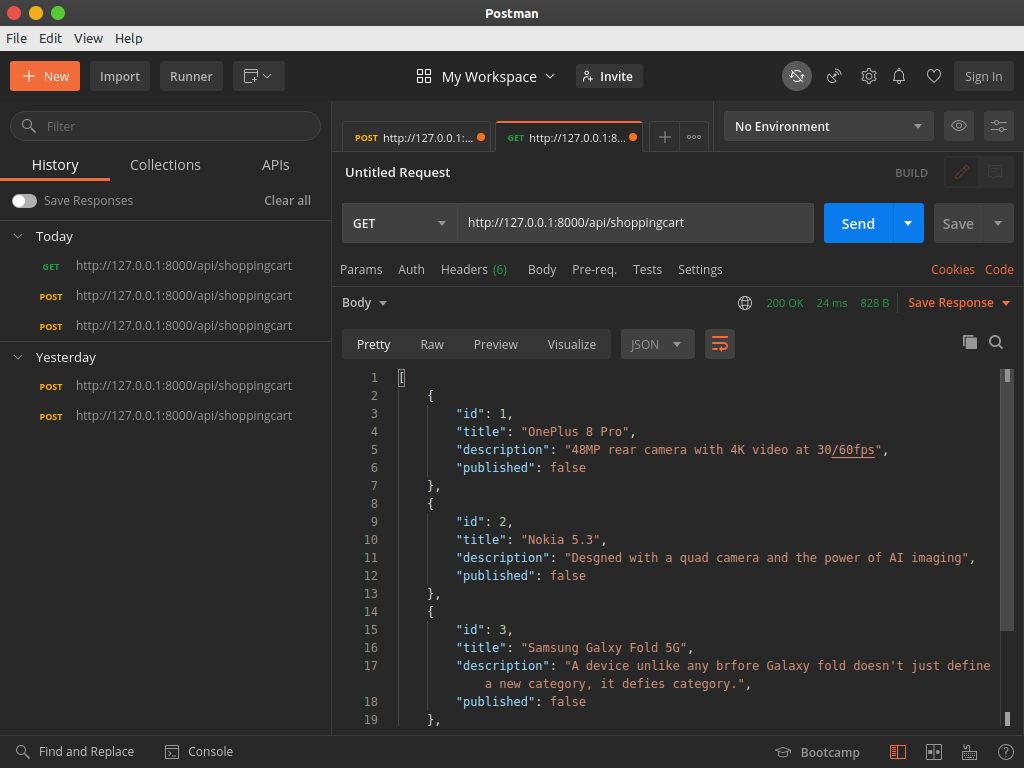 Postman
File Edit View Help
New Import Runner My Workspace Invite Sign In
Filter
History Collections APIs
Save Responses Clear all
Today
GET http://127.0.0.1:8000/api/shoppingcart
POST http://127.0.0.1:8000/api/shoppingcart
POST http://127.0.0.1:8000/api/shoppingcart
Yesterday
POST http://127.0.0.1:8000/api/shoppingcart
POST http://127.0.0.1:8000/api/shoppingcart
POST http://127.0.0.1:... GET http://127.0.0.1:8... No Environment
Untitled Request BUILD
GET http://127.0.0.1:8000/api/shoppingcart Send Save
Params Auth Headers (6) Body Pre-req. Tests Settings Cookies Code
Body 200 OK 24 ms 828 B Save Response
Pretty Raw Preview Visualize JSON
1 [
2 {
3 "id": 1,
4 "title": "OnePlus 8 Pro",
5 "description": "48MP rear camera with 4K video at 30/60fps",
6 "published": false
7 },
8 {
9 "id": 2,
10 "title": "Nokia 5.3",
11 "description": "Desgned with a quad camera and the power of AI imaging",
12 "published": false
13 },
14 {
15 "id": 3,
16 "title": "Samsung Galxy Fold 5G",
17 "description": "A device unlike any brfore Galaxy fold doesn't just define
a new category, it defies category.",
18 "published": false
19 },
Find and Replace Console Bootcamp